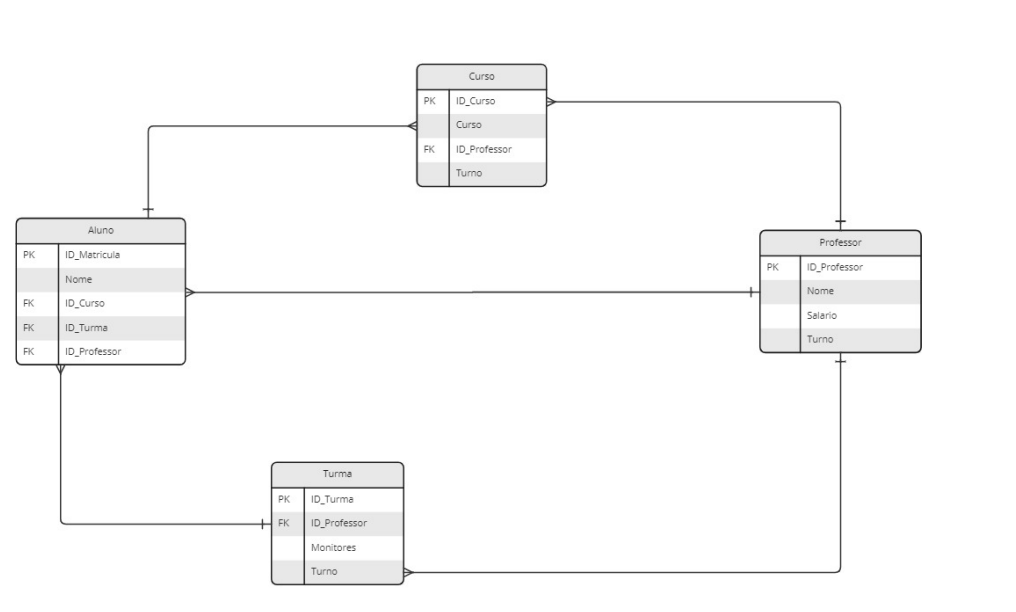 Curso
PK ID_Curso
Curso
FK ID_Professor
Turno
Aluno
PK ID_Matricula
Nome
FK ID_Curso
FK ID_Turma
FK ID_Professor
Professor
PK ID_Professor
Nome
Salario
Turno
Turma
PK ID_Turma
FK ID_Professor
Monitores
Turno